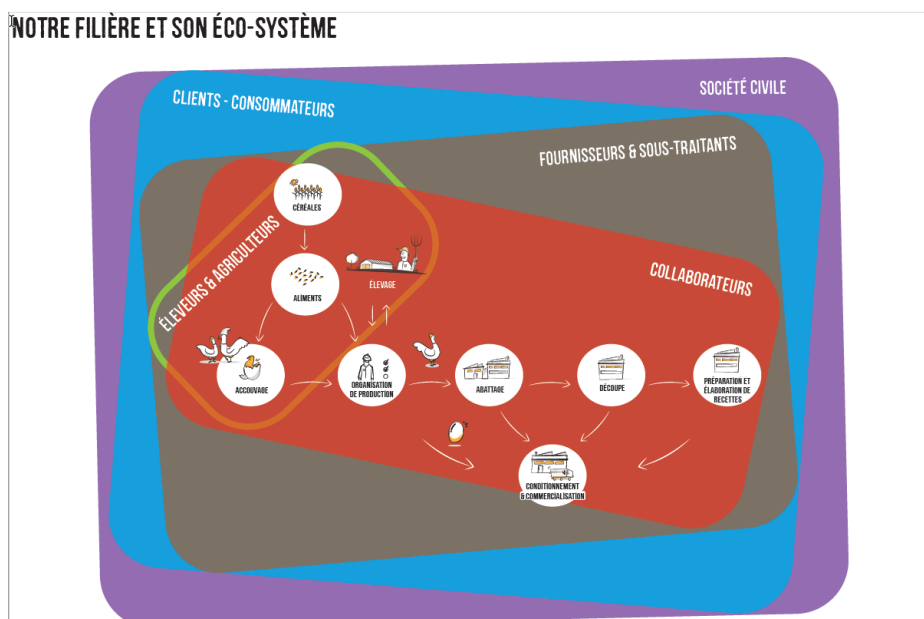 NOTRE FILIÈRE ET SON ÉCO-SYSTÈME
SOCIÉTÉ CIVILE
CLIENTS - CONSOMMATEURS
FOURNISSEURS & SOUS-TRAITANTS
CÉRÉALES
ÉLEVEURS & AGRICULTEURS
COLLABORATEURS
ALIMENTS
ÉLEVAGE
ACCOUVAGE
ORGANISATION
DE PRODUCTION
ABATTAGE
DÉCOUPE
PRÉPARATION ET
ÉLABORATION DE
RECETTES
CONDITIONNEMENT
& COMMERCIALISATION